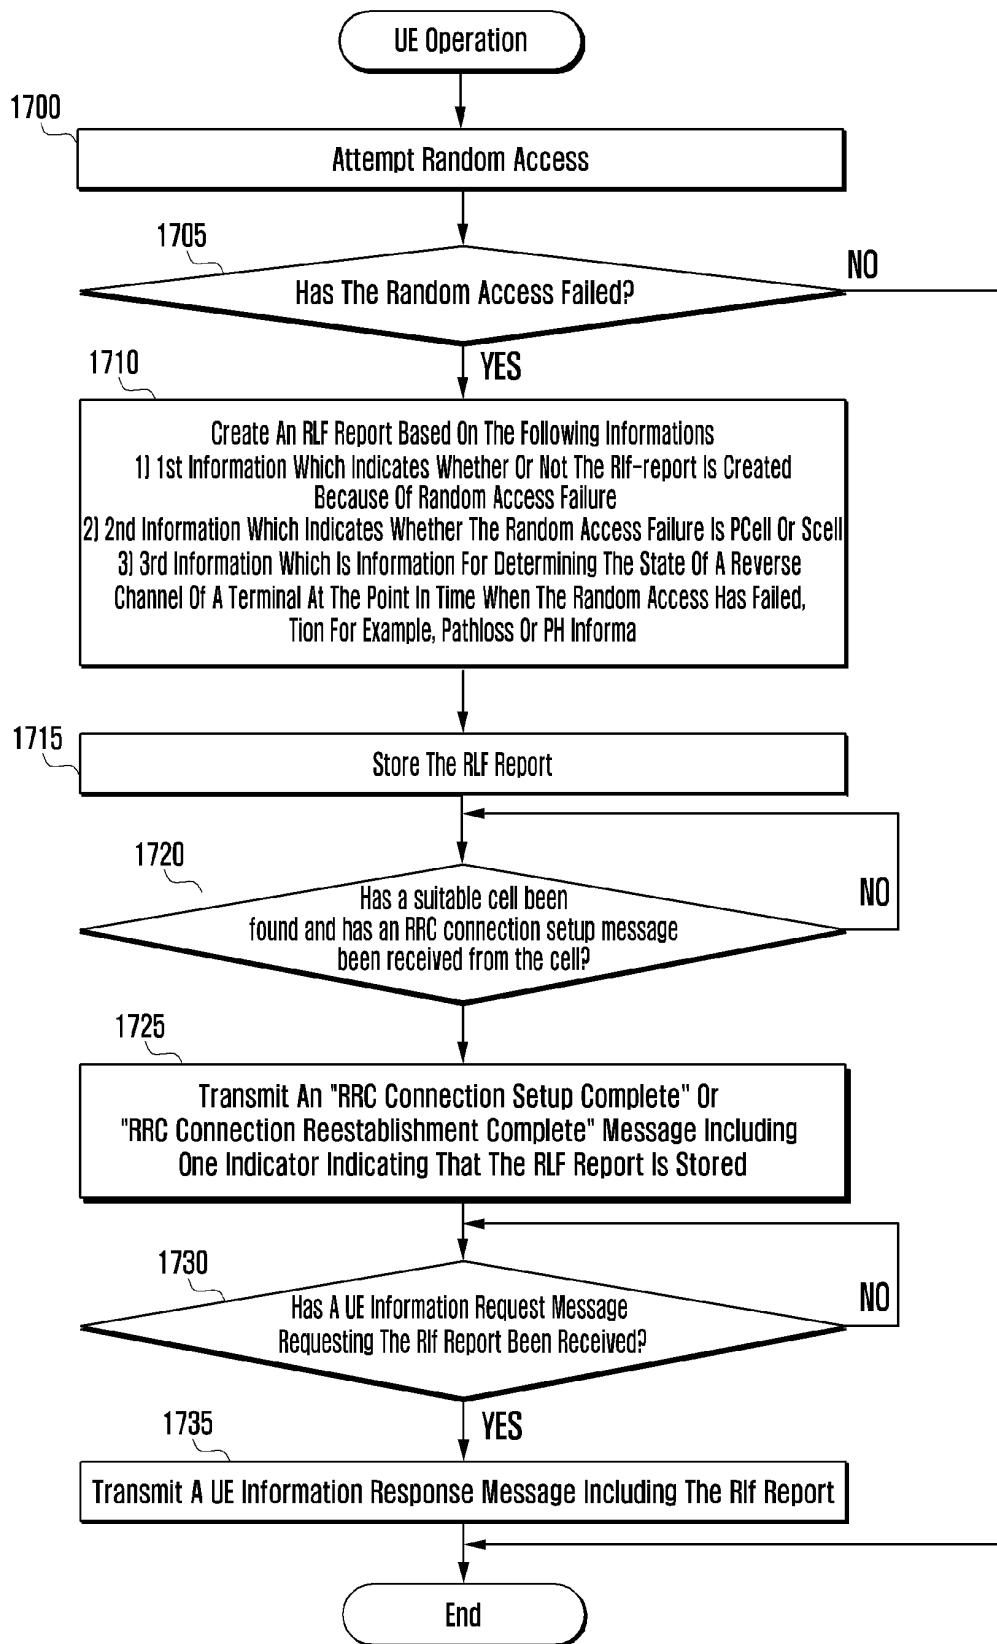 UE Operation
1700
Attempt Random Access
1705
NO
Has The Random Access Failed?
YES
1710
Create An RLF Report Based On The Following Informations
1) 1st Information Which Indicates Whether Or Not The Rlf-report Is Created
Because Of Random Access Failure
2) 2nd Information Which Indicates Whether The Random Access Failure Is PCell Or Scell
3) 3rd Information Which Is Information For Determining The State Of A Reverse
Channel Of A Terminal At The Point In Time When The Random Access Has Failed,
Tion For Example, Pathloss Or PH Informa
1715
Store The RLF Report
1720
NO
Has a suitable cell been
found and has an RRC connection setup message
been received from the cell?
1725
Transmit An "RRC Connection Setup Complete" Or
"RRC Connection Reestablishment Complete" Message Including
One Indicator Indicating That The RLF Report Is Stored
1730
NO
Has A UE Information Request Message
Requesting The Rlf Report Been Received?
YES
1735
Transmit A UE Information Response Message Including The Rlf Report
End